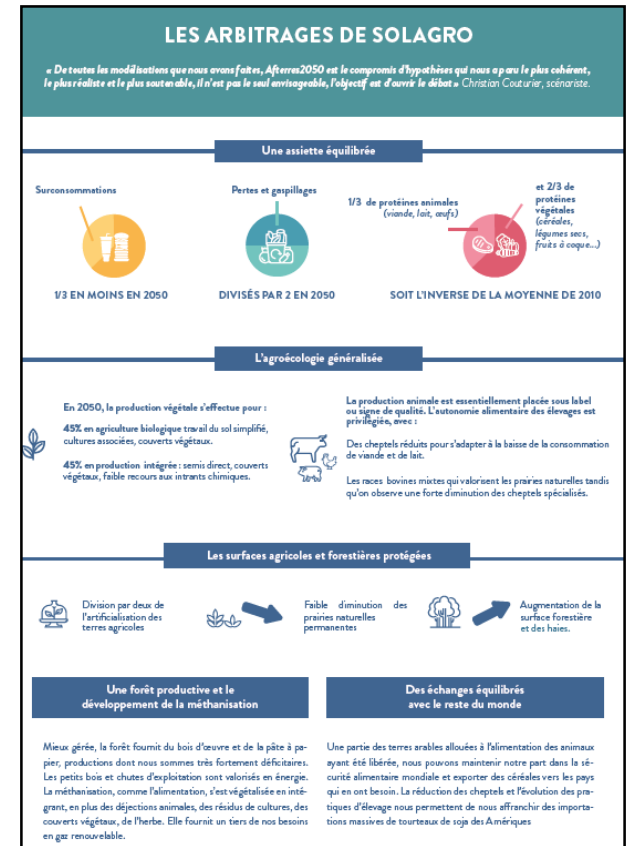 LES ARBITRAGES DE SOLAGRO
« De toutes les modélisations que nous avons faites, Afterres2050 est le compromis d'hypothèses qui nous a paru le plus cohérent,
le plus réaliste et le plus soutenable, il n'est pas le seul envisageable, l'objectif est d'ouvrir le débat » Christian Couturier, scénariste.
Une assiette équilibrée
Surconsommations
1/3 EN MOINS EN 2050
Pertes et gaspillages
DIVISÉS PAR 2 EN 2050
1/3 de protéines animales
(viande, lait, œufs)
et 2/3 de
protéines
végétales
(céréales,
légumes secs,
fruits à coque...)
SOIT L'INVERSE DE LA MOYENNE DE 2010
L'agroécologie généralisée
En 2050, la production végétale s'effectue pour :
45% en agriculture biologique travail du sol simplifié,
cultures associées, couverts végétaux.
45% en production intégrée : semis direct, couverts
végétaux, faible recours aux intrants chimiques.
La production animale est essentiellement placée sous label
ou signe de qualité. L'autonomie alimentaire des élevages est
privilégiée, avec :
Des cheptels réduits pour s'adapter à la baisse de la consommation
de viande et de lait.
Les races bovines mixtes qui valorisent les prairies naturelles tandis
qu'on observe une forte diminution des cheptels spécialisés.
Les surfaces agricoles et forestières protégées
Division par deux de
l'artificialisation des
terres agricoles
Faible diminution des
prairies naturelles
permanentes
Augmentation de la
surface forestière
et des haies.
Une forêt productive et le
développement de la méthanisation
Mieux gérée, la forêt fournit du bois d'œuvre et de la pâte à pa-
pier, productions dont nous sommes très fortement déficitaires.
Les petits bois et chutes d'exploitation sont valorisés en énergie.
La méthanisation, comme l'alimentation, s'est végétalisée en inté-
grant, en plus des déjections animales, des résidus de cultures, des
couverts végétaux, de l'herbe. Elle fournit un tiers de nos besoins
en gaz renouvelable.
Des échanges équilibrés
avec le reste du monde
Une partie des terres arables allouées à l'alimentation des animaux
ayant été libérée, nous pouvons maintenir notre part dans la sé-
curité alimentaire mondiale et exporter des céréales vers les pays
qui en ont besoin. La réduction des cheptels et l'évolution des pra-
tiques d'élevage nous permettent de nous affranchir des importa-
tions massives de tourteaux de soja des Amériques